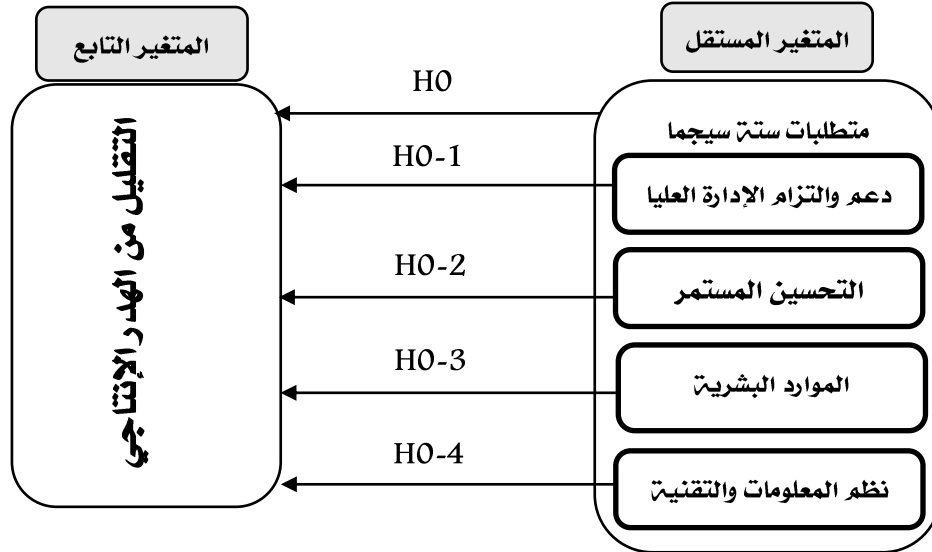 المتغير المستقل
المتغير التابع
متطلبات ستة سيجما
دعم والتزام الإدارة العليا
التحسين المستمر
الموارد البشرية
نظم المعلومات والتقنية
H0
H0-1
H0-2
H0-3
H0-4
التقليل من الهدر الإنتاجي